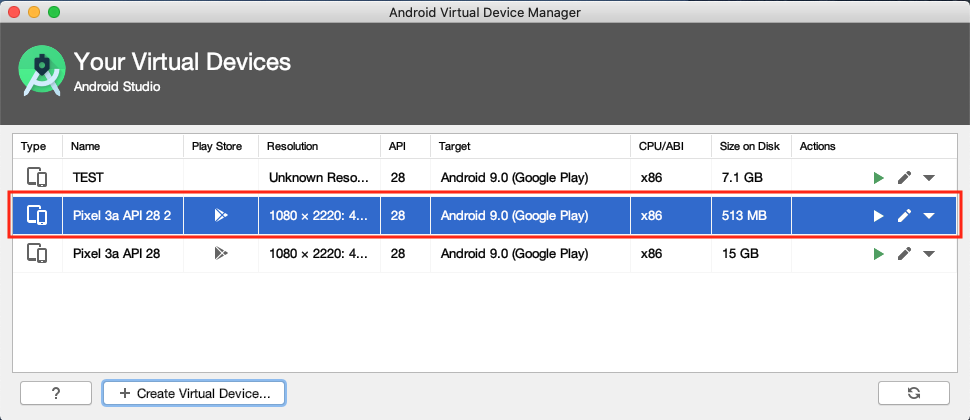 Android Virtual Device Manager
Your Virtual Devices
Android Studio
Type Name Play Store Resolution API Target CPU/ABI Size on Disk Actions
TEST Unknown Reso... 28 Android 9.0 (Google Play) x86 7.1 GB
Pixel 3a API 28 2 1080 × 2220: 4... 28 Android 9.0 (Google Play) x86 513 MB
Pixel 3a API 28 1080 × 2220: 4... 28 Android 9.0 (Google Play) x86 15 GB
? + Create Virtual Device...